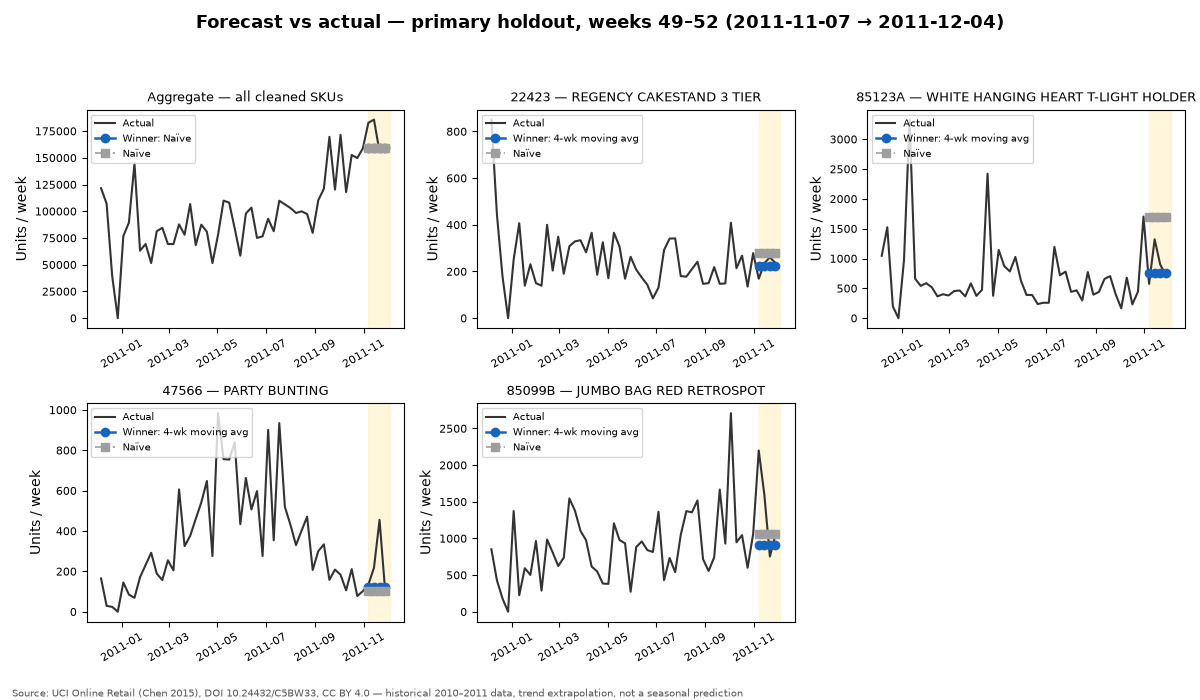 Forecast vs actual — primary holdout, weeks 49–52 (2011-11-07 → 2011-12-04)
Aggregate — all cleaned SKUs
Units / week
175000
150000
125000
100000
75000
50000
25000
0
Actual
Winner: Naïve
Naïve
2011-01
2011-03
2011-05
2011-07
2011-09
2011-11
22423 — REGENCY CAKESTAND 3 TIER
Units / week
800
600
400
200
0
Actual
Winner: 4-wk moving avg
Naïve
2011-01
2011-03
2011-05
2011-07
2011-09
2011-11
85123A — WHITE HANGING HEART T-LIGHT HOLDER
Units / week
3000
2500
2000
1500
1000
500
0
Actual
Winner: 4-wk moving avg
Naïve
2011-01
2011-03
2011-05
2011-07
2011-09
2011-11
47566 — PARTY BUNTING
Units / week
1000
800
600
400
200
0
Actual
Winner: 4-wk moving avg
Naïve
2011-01
2011-03
2011-05
2011-07
2011-09
2011-11
85099B — JUMBO BAG RED RETROSPOT
Units / week
2500
2000
1500
1000
500
0
Actual
Winner: 4-wk moving avg
Naïve
2011-01
2011-03
2011-05
2011-07
2011-09
2011-11
Source: UCI Online Retail (Chen 2015), DOI 10.24432/C5BW33, CC BY 4.0 — historical 2010–2011 data, trend extrapolation, not a seasonal prediction